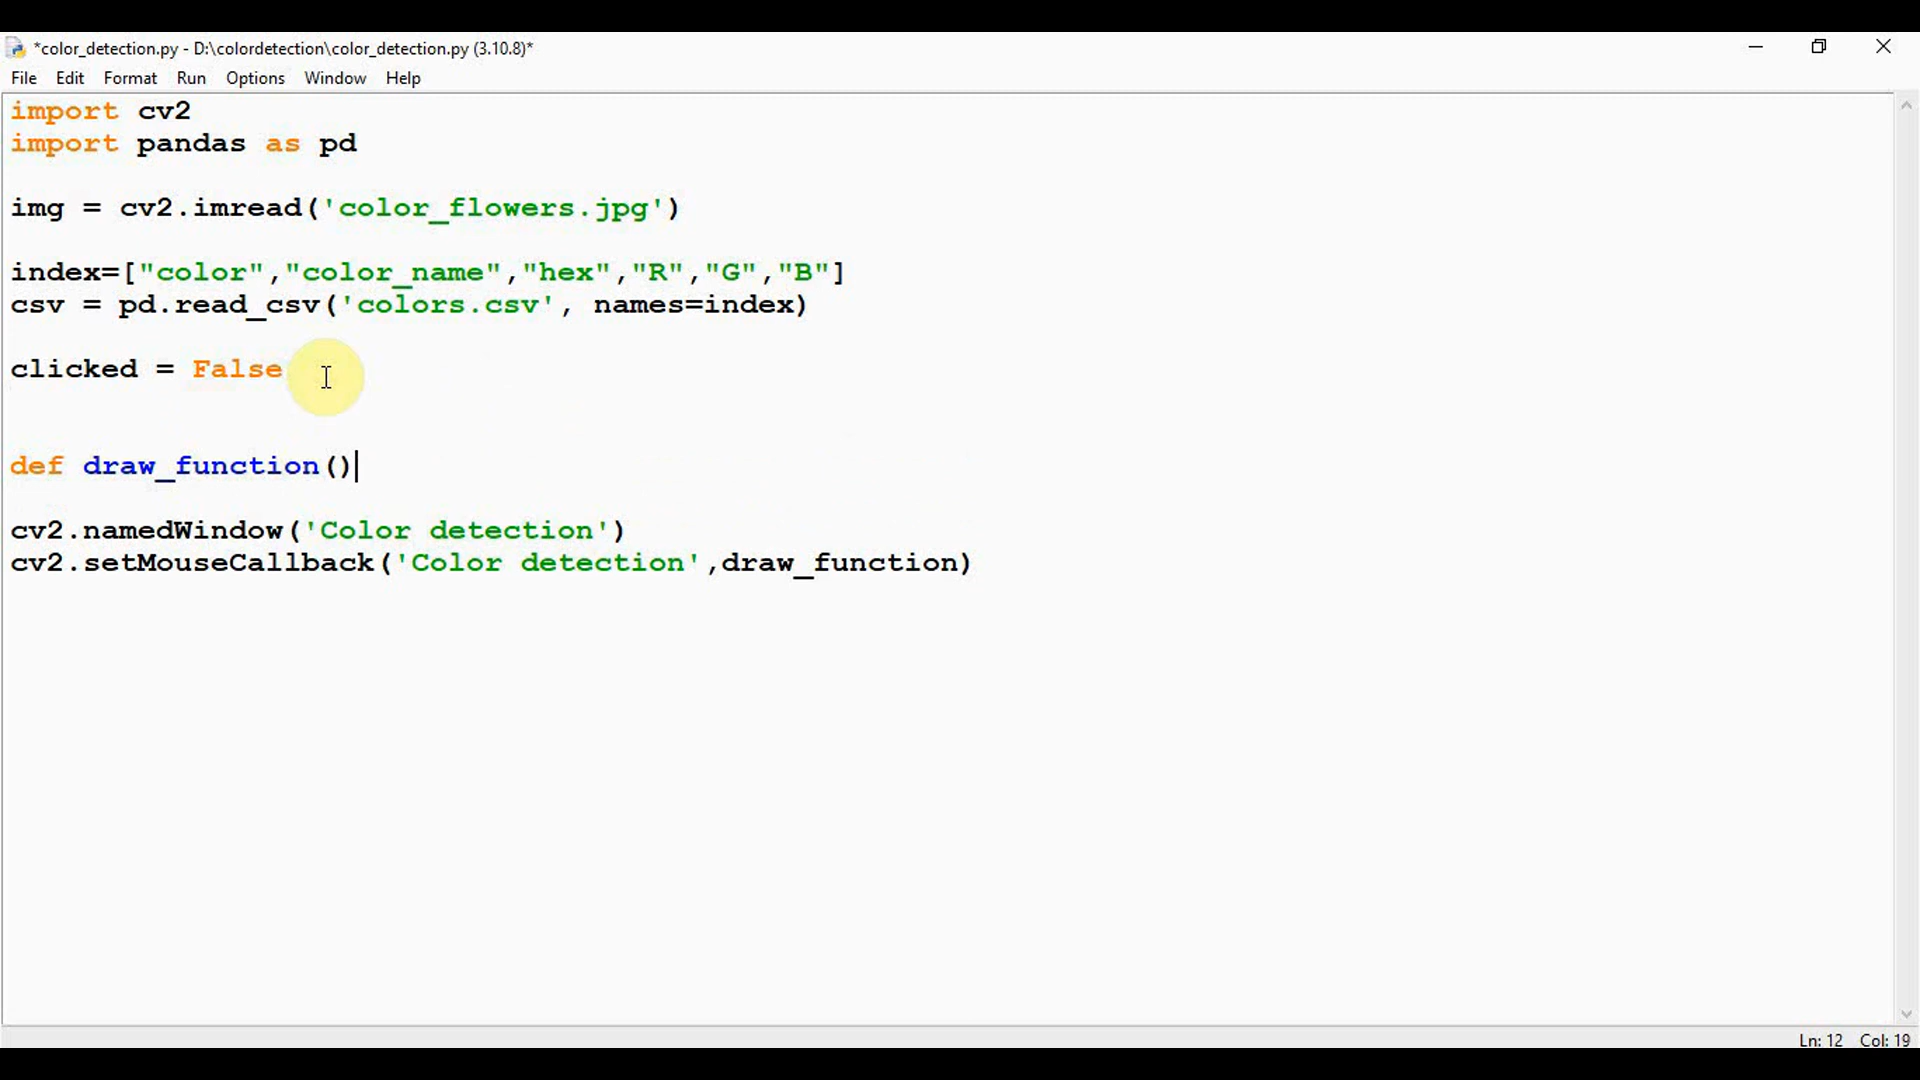 *color_detection.py - D:\colordetection\color_detection.py (3.10.8)*
File Edit Format Run Options Window Help
import cv2
import pandas as pd
img = cv2.imread('color_flowers.jpg')
index=["color","color_name","hex","R","G","B"]
csv = pd.read_csv('colors.csv', names=index)
clicked = False
def draw_function()
cv2.namedWindow('Color detection')
cv2.setMouseCallback('Color detection',draw_function)
Ln: 12 Col: 19